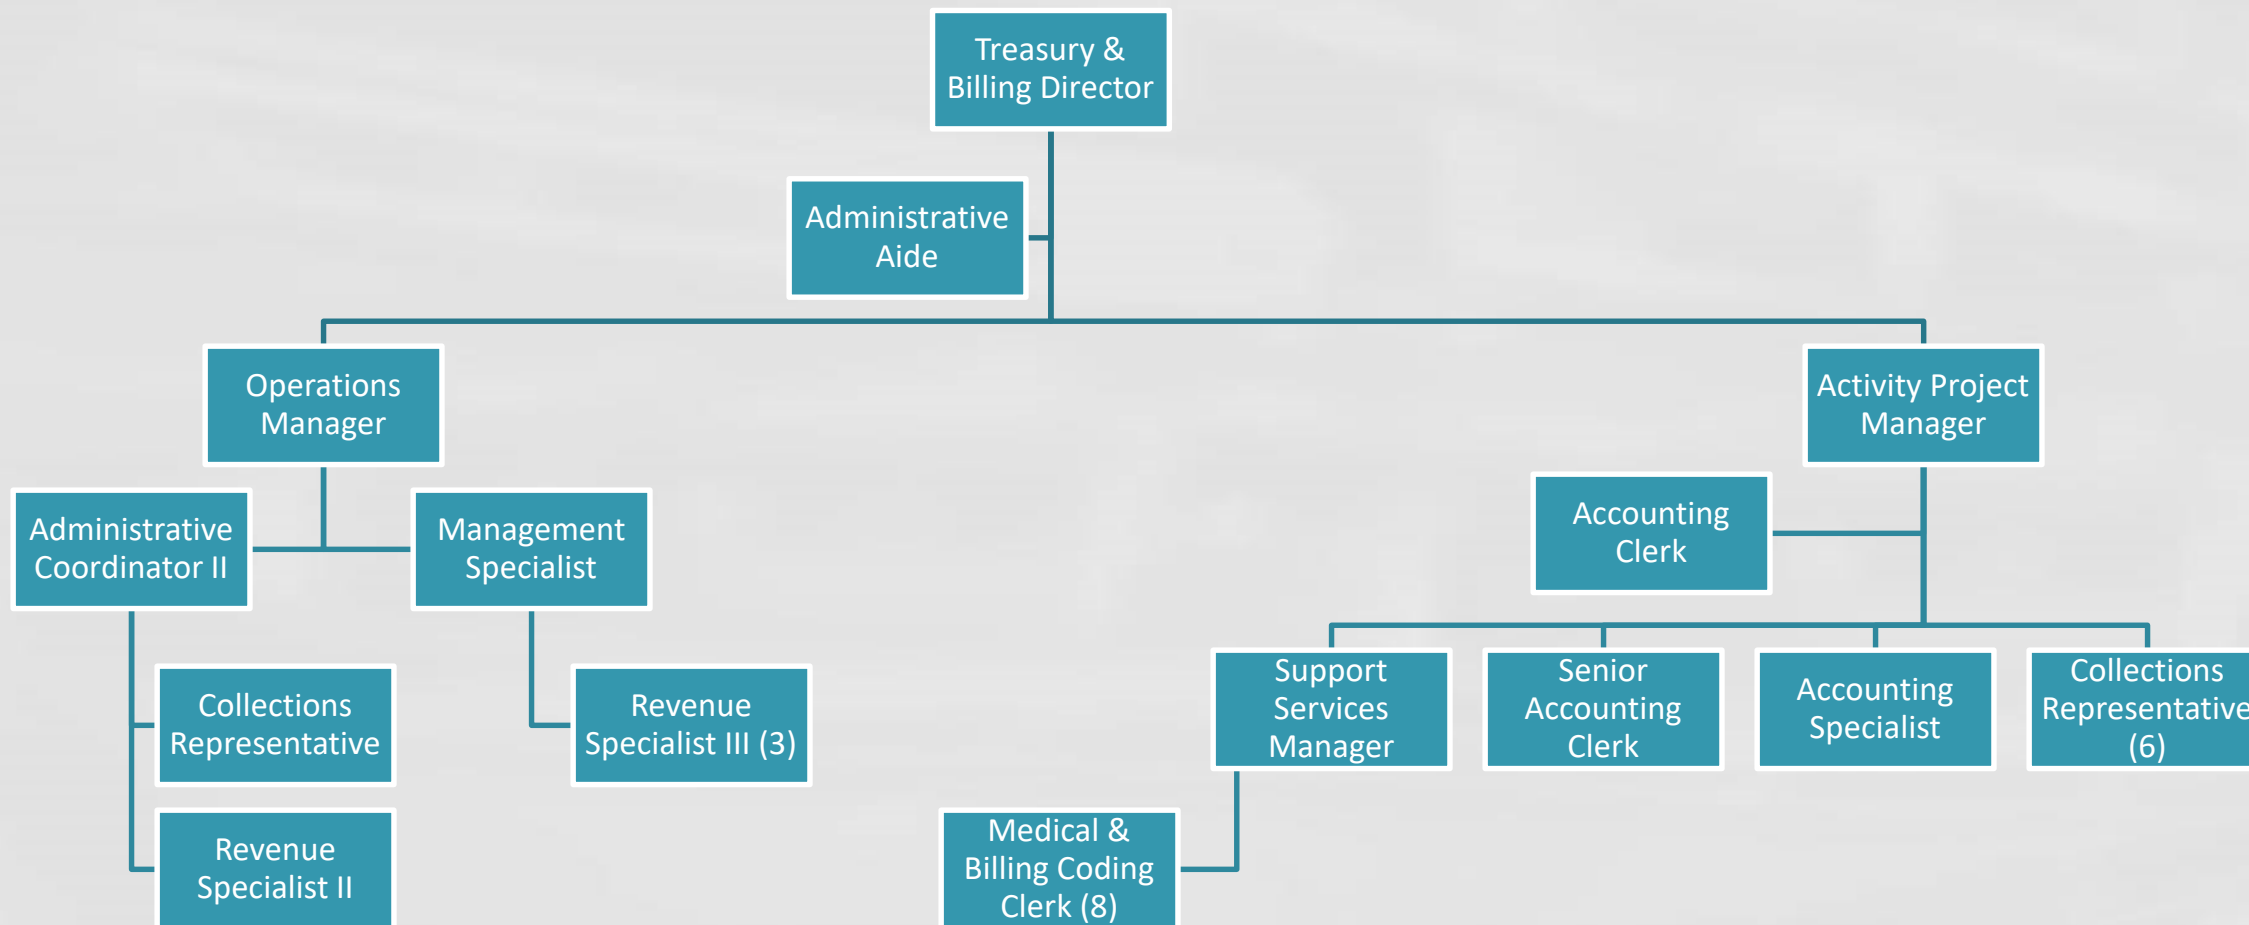 Treasury &
Billing Director
Administrative
Aide
Operations
Manager
Activity Project
Manager
Administrative
Coordinator II
Management
Specialist
Accounting
Clerk
Collections
Representative
Revenue
Specialist III (3)
Support
Services
Manager
Senior
Accounting
Clerk
Accounting
Specialist
Collections
Representative
(6)
Revenue
Specialist II
Medical &
Billing Coding
Clerk (8)